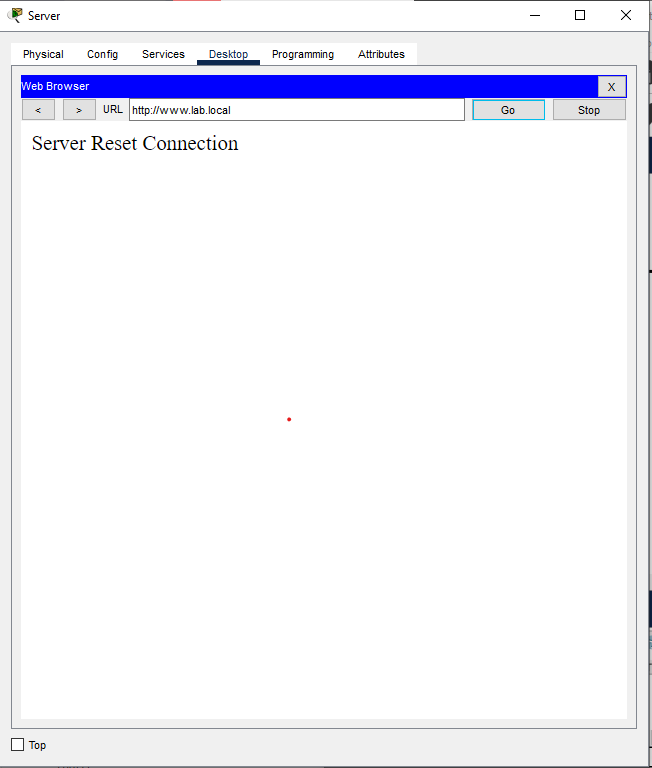 Server
Physical Config Services Desktop Programming Attributes
Web Browser X
< > URL http://www.lab.local Go Stop
Server Reset Connection
Top